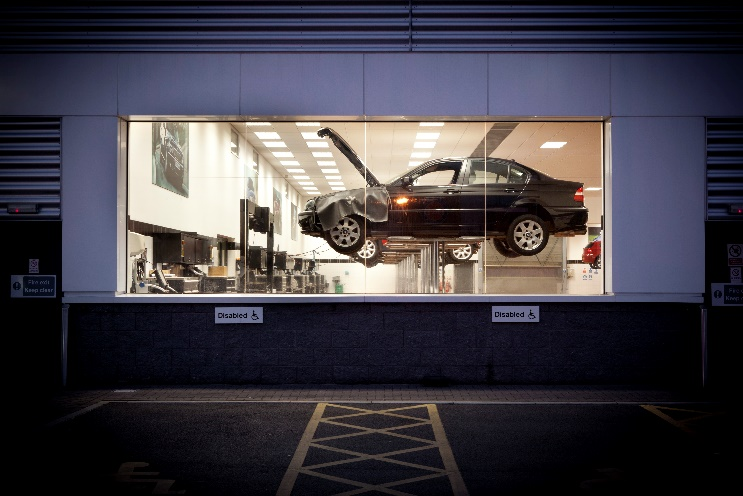 Fire exit
Keep clear
Disabled
Disabled
Fire exit
Keep clear